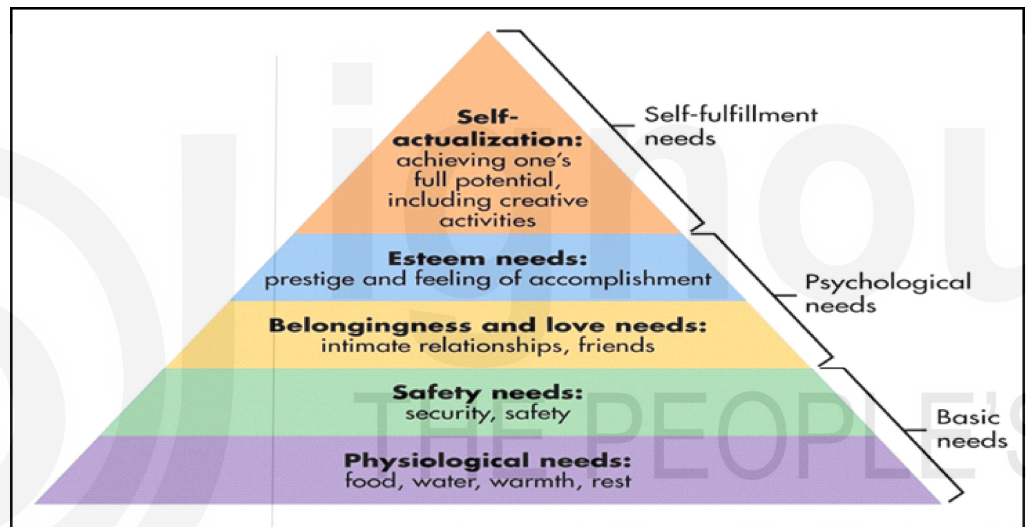 Self-
actualization:
achieving one's
full potential,
including creative
activities
Self-fulfillment
needs
Esteem needs:
prestige and feeling of accomplishment
Psychological
needs
Belongingness and love needs:
intimate relationships, friends
Safety needs:
security, safety
Basic
needs
Physiological needs:
food, water, warmth, rest
ignou
THE PEOPLE'S